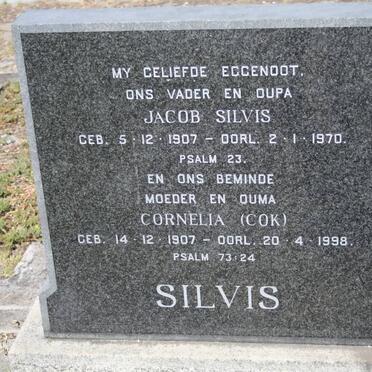 MY GELIEFDE EGGENOOT,
ONS VADER EN OUPA
JACOB SILVIS
GEB. 5·12·1907 – OORL. 2·1·1970.
PSALM 23.
EN ONS BEMINDE
MOEDER EN OUMA
CORNELIA (COK)
GEB. 14·12·1907 – OORL. 20·4·1998.
PSALM 73:24
SILVIS